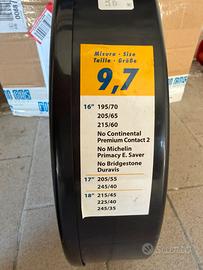 Misura - Size
Taille - Größe
9,7
16" 195/70
205/65
215/60
No Continental
Premium Contact 2
No Michelin
Primacy E. Saver
No Bridgestone
Duravis
17" 205/55
245/40
18" 215/45
225/40
245/35
Subito